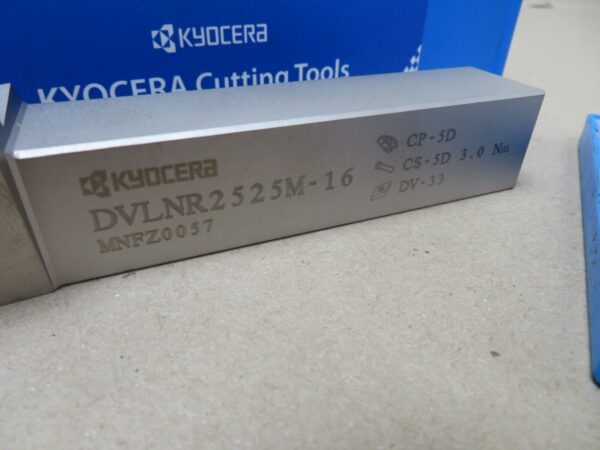 KYOCERA
KYOCERA Cutting Tools
KYOCERA
DVLNR2525M-16
MNFZ0057
CP-5D
CS-5D 3.0 Nm
DV-33